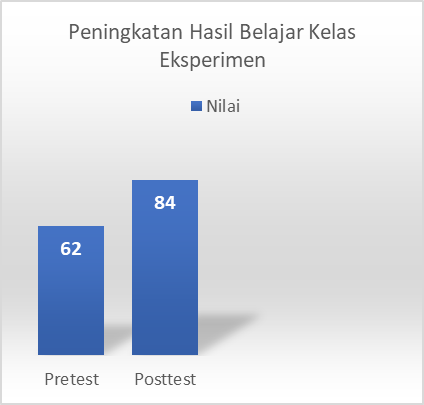 Peningkatan Hasil Belajar Kelas
Eksperimen
Nilai
62
84
Pretest
Posttest